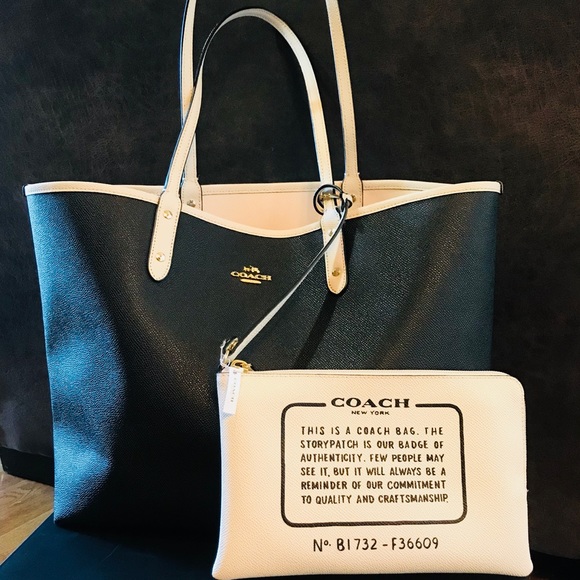 COACH
COACH
NEW YORK
THIS IS A COACH BAG. THE
STORYPATCH IS OUR BADGE OF
AUTHENTICITY. FEW PEOPLE MAY
SEE IT, BUT IT WILL ALWAYS BE A
REMINDER OF OUR COMMITMENT
TO QUALITY AND CRAFTSMANSHIP.
No. B1732-F36609
COACH